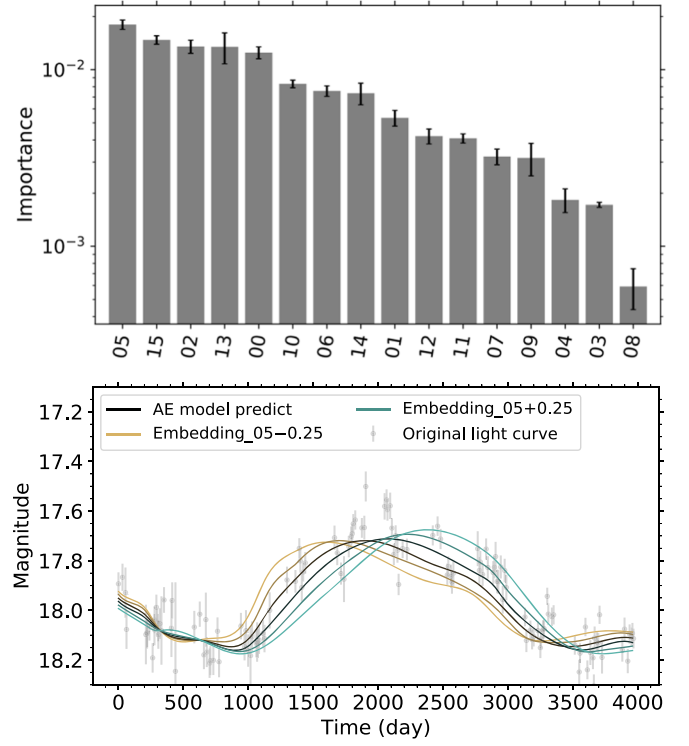 Importance
10⁻²
10⁻³
05 15 02 13 00 10 06 14 01 12 11 07 09 04 03 08
AE model predict
Embedding_05−0.25
Embedding_05+0.25
Original light curve
Magnitude
17.2
17.4
17.6
17.8
18.0
18.2
0 500 1000 1500 2000 2500 3000 3500 4000
Time (day)